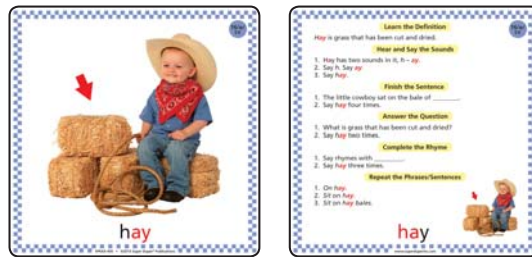 hay
Learn the Definition
Hay is grass that has been cut and dried.
Hear and Say the Sounds
1. Hay has two sounds in it, h – ay.
2. Say h. Say ay
3. Say hay.
Finish the Sentence
1. The little cowboy sat on the bale of ______.
2. Say hay four times.
Answer the Question
1. What is grass that has been cut and dried?
2. Say hay two times.
Complete the Rhyme
1. Say rhymes with ______.
2. Say hay three times.
Repeat the Phrases/Sentences
1. On hay.
2. Sit on hay.
3. Sit on hay bales.
hay